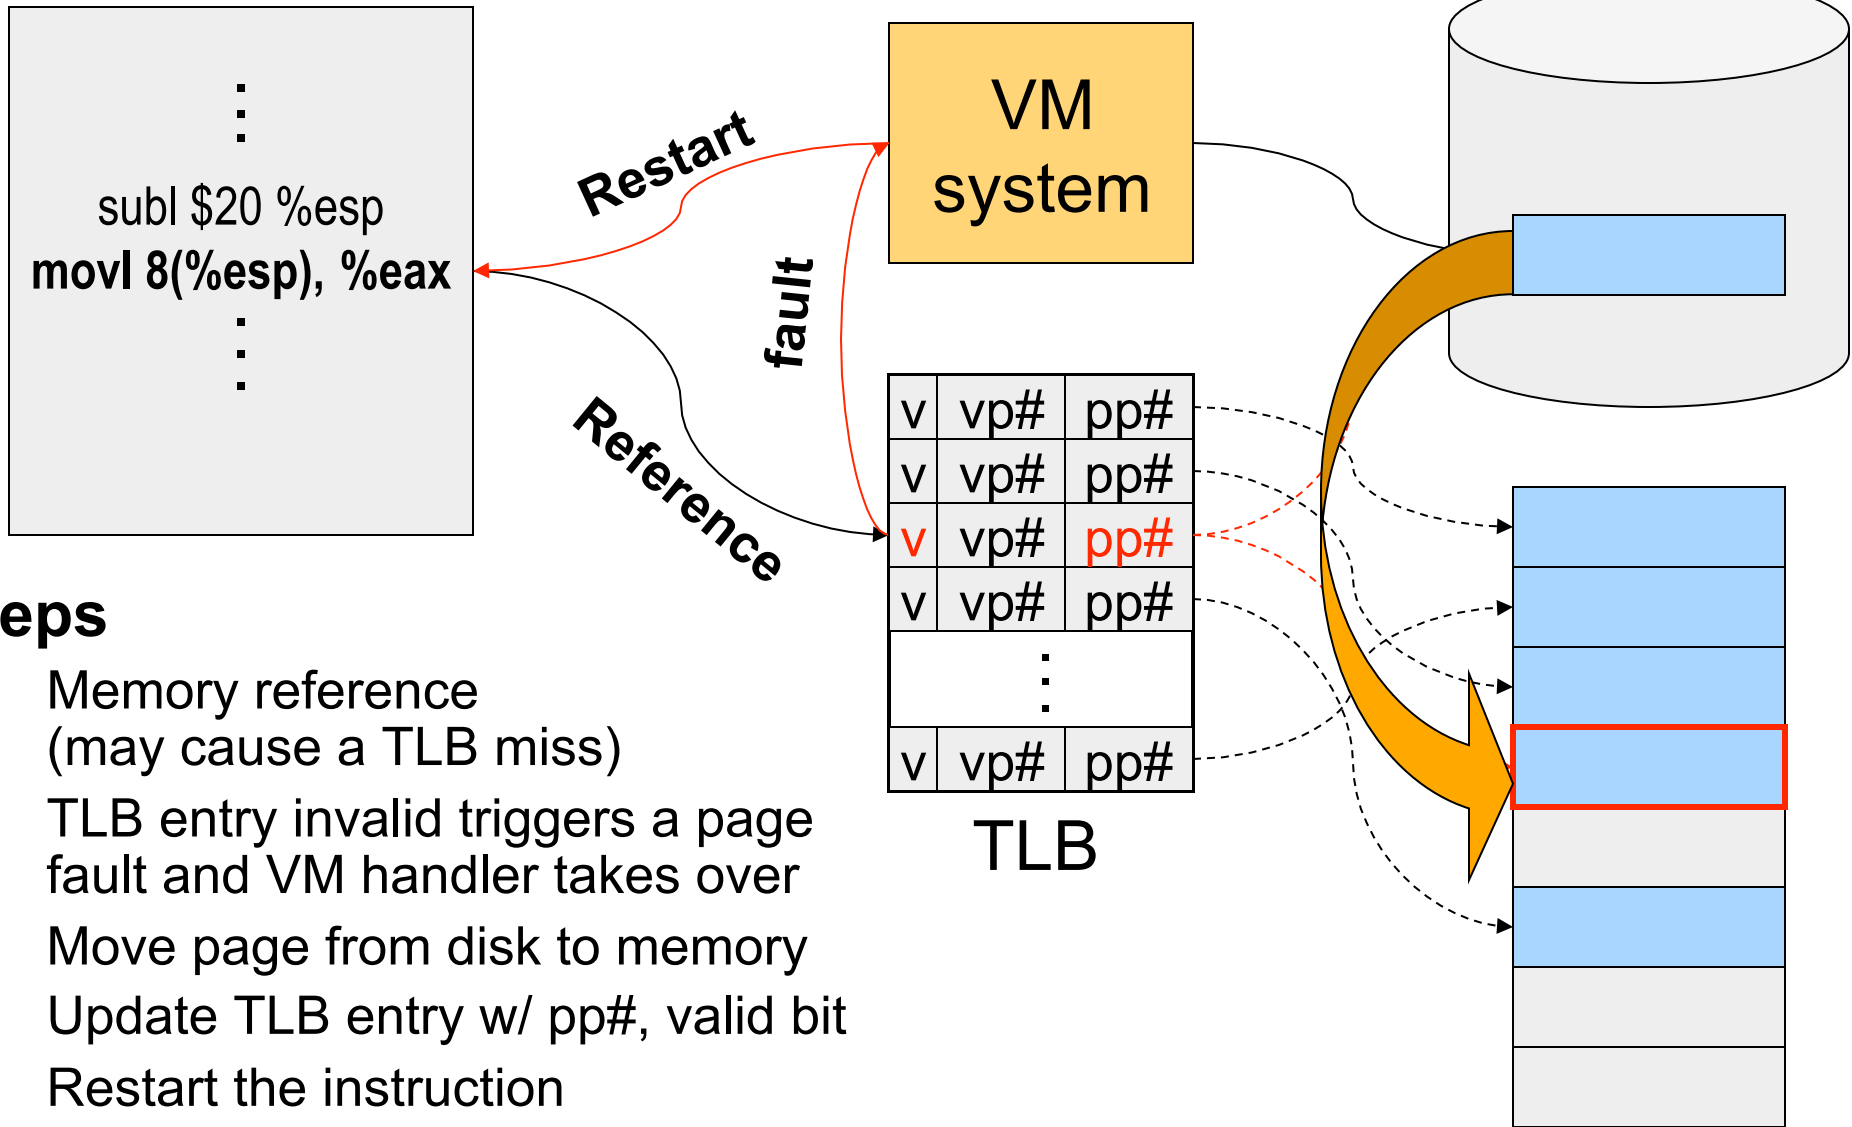 subl $20 %esp
movl 8(%esp), %eax
Restart
fault
Reference
VM
system
v vp# pp#
v vp# pp#
v vp# pp#
v vp# pp#
v vp# pp#
TLB
eps
Memory reference
(may cause a TLB miss)
TLB entry invalid triggers a page
fault and VM handler takes over
Move page from disk to memory
Update TLB entry w/ pp#, valid bit
Restart the instruction